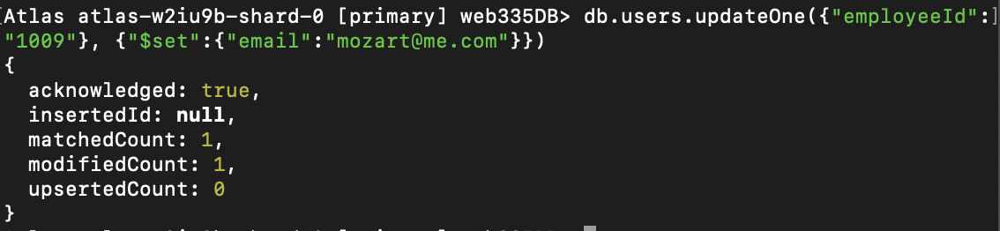 [Atlas atlas-w2iu9b-shard-0 [primary] web335DB> db.users.updateOne({"employeeId":]
"1009"}, {"$set":{"email":"mozart@me.com"}})
{
  acknowledged: true,
  insertedId: null,
  matchedCount: 1,
  modifiedCount: 1,
  upsertedCount: 0
}